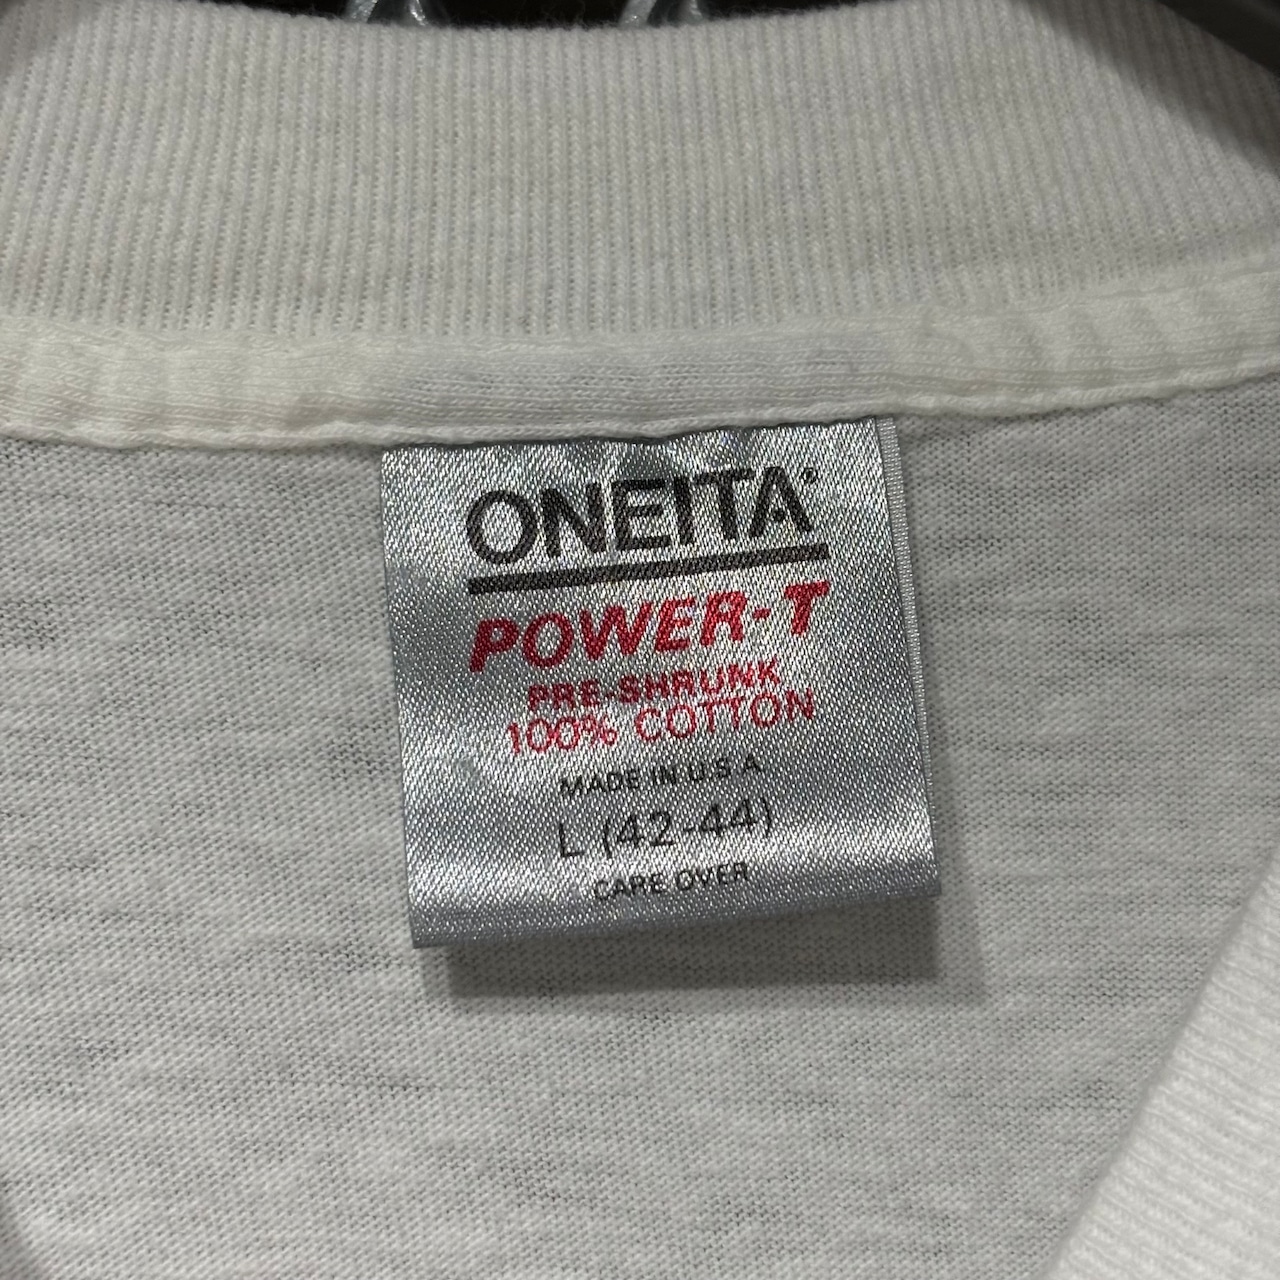 ONEITA®
POWER-T
PRE-SHRUNK
100% COTTON
MADE IN U.S.A
L (42-44)
CARE OVER